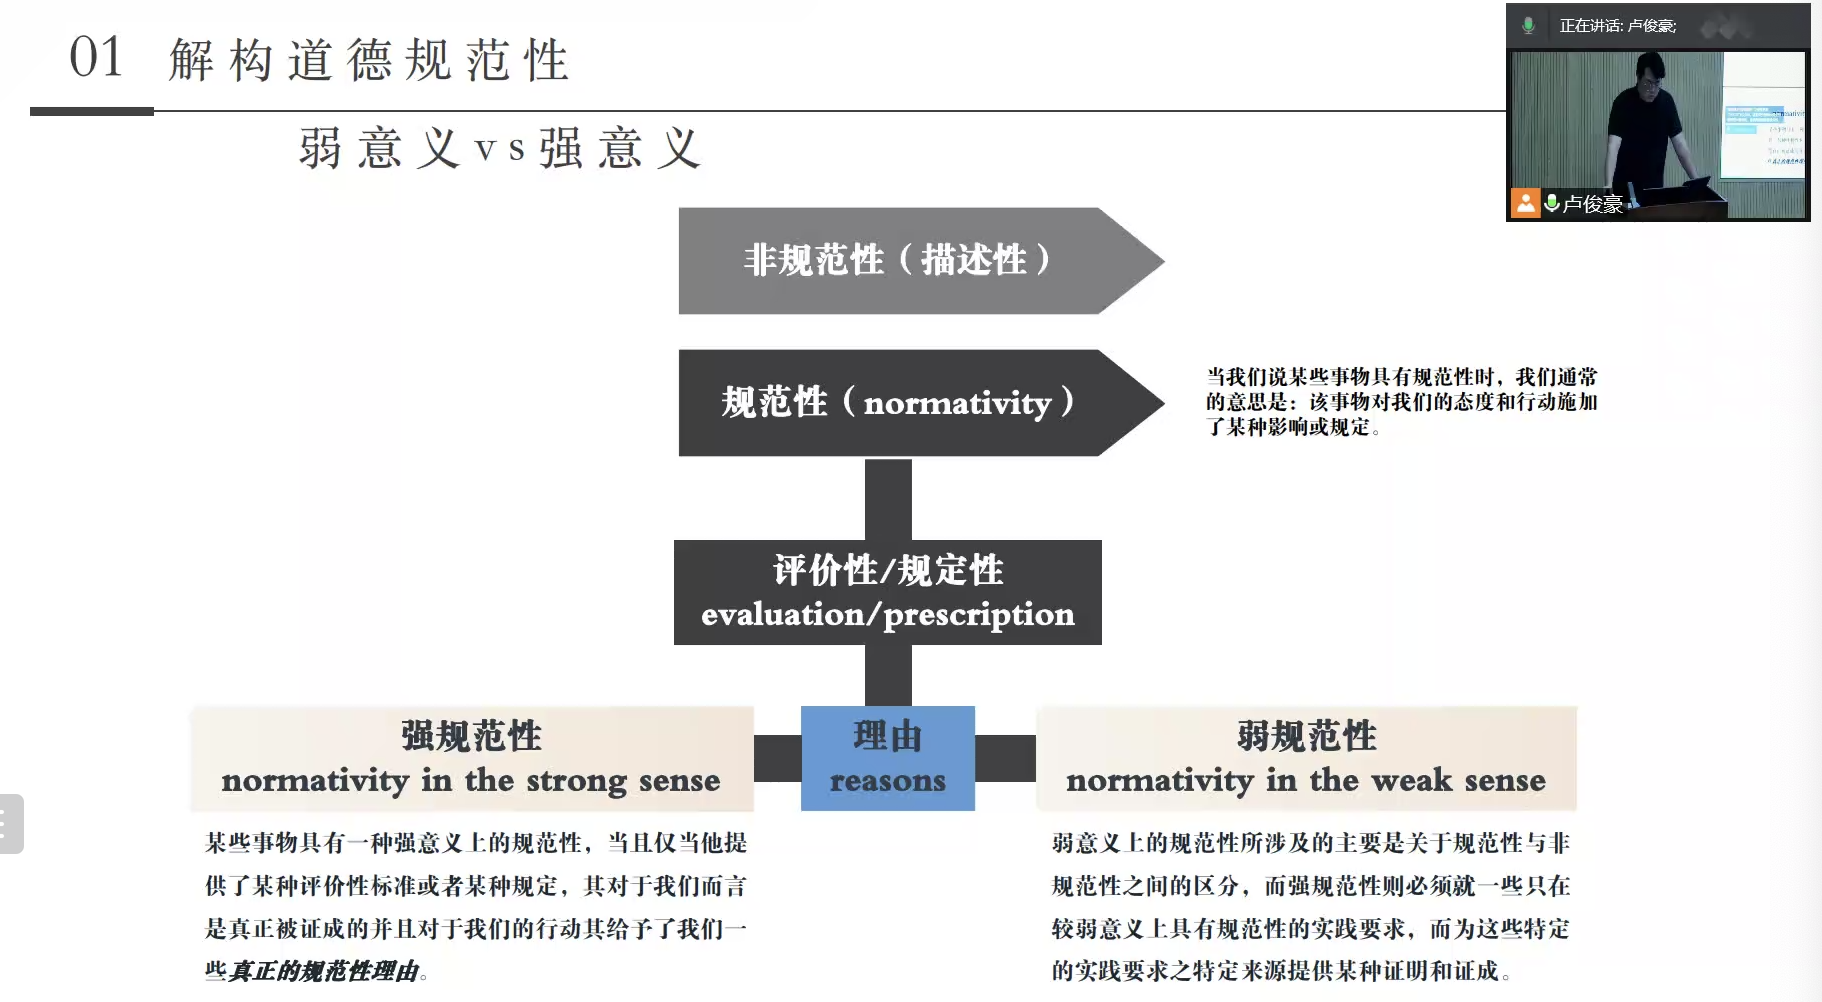 01 解构道德规范性
弱意义vs强意义
正在讲话: 卢俊豪;
卢俊豪
非规范性（描述性）
规范性（normativity）
当我们说某些事物具有规范性时，我们通常
的意思是：该事物对我们的态度和行动施加
了某种影响或规定。
评价性/规定性
evaluation/prescription
强规范性
normativity in the strong sense
理由
reasons
弱规范性
normativity in the weak sense
某些事物具有一种强意义上的规范性，当且仅当他提
供了某种评价性标准或者某种规定，其对于我们而言
是真正被证成的并且对于我们的行动其给予了我们一
些真正的规范性理由。
弱意义上的规范性所涉及的主要是关于规范性与非
规范性之间的区分，而强规范性则必须就一些只在
较弱意义上具有规范性的实践要求，而为这些特定
的实践要求之特定来源提供某种证明和证成。